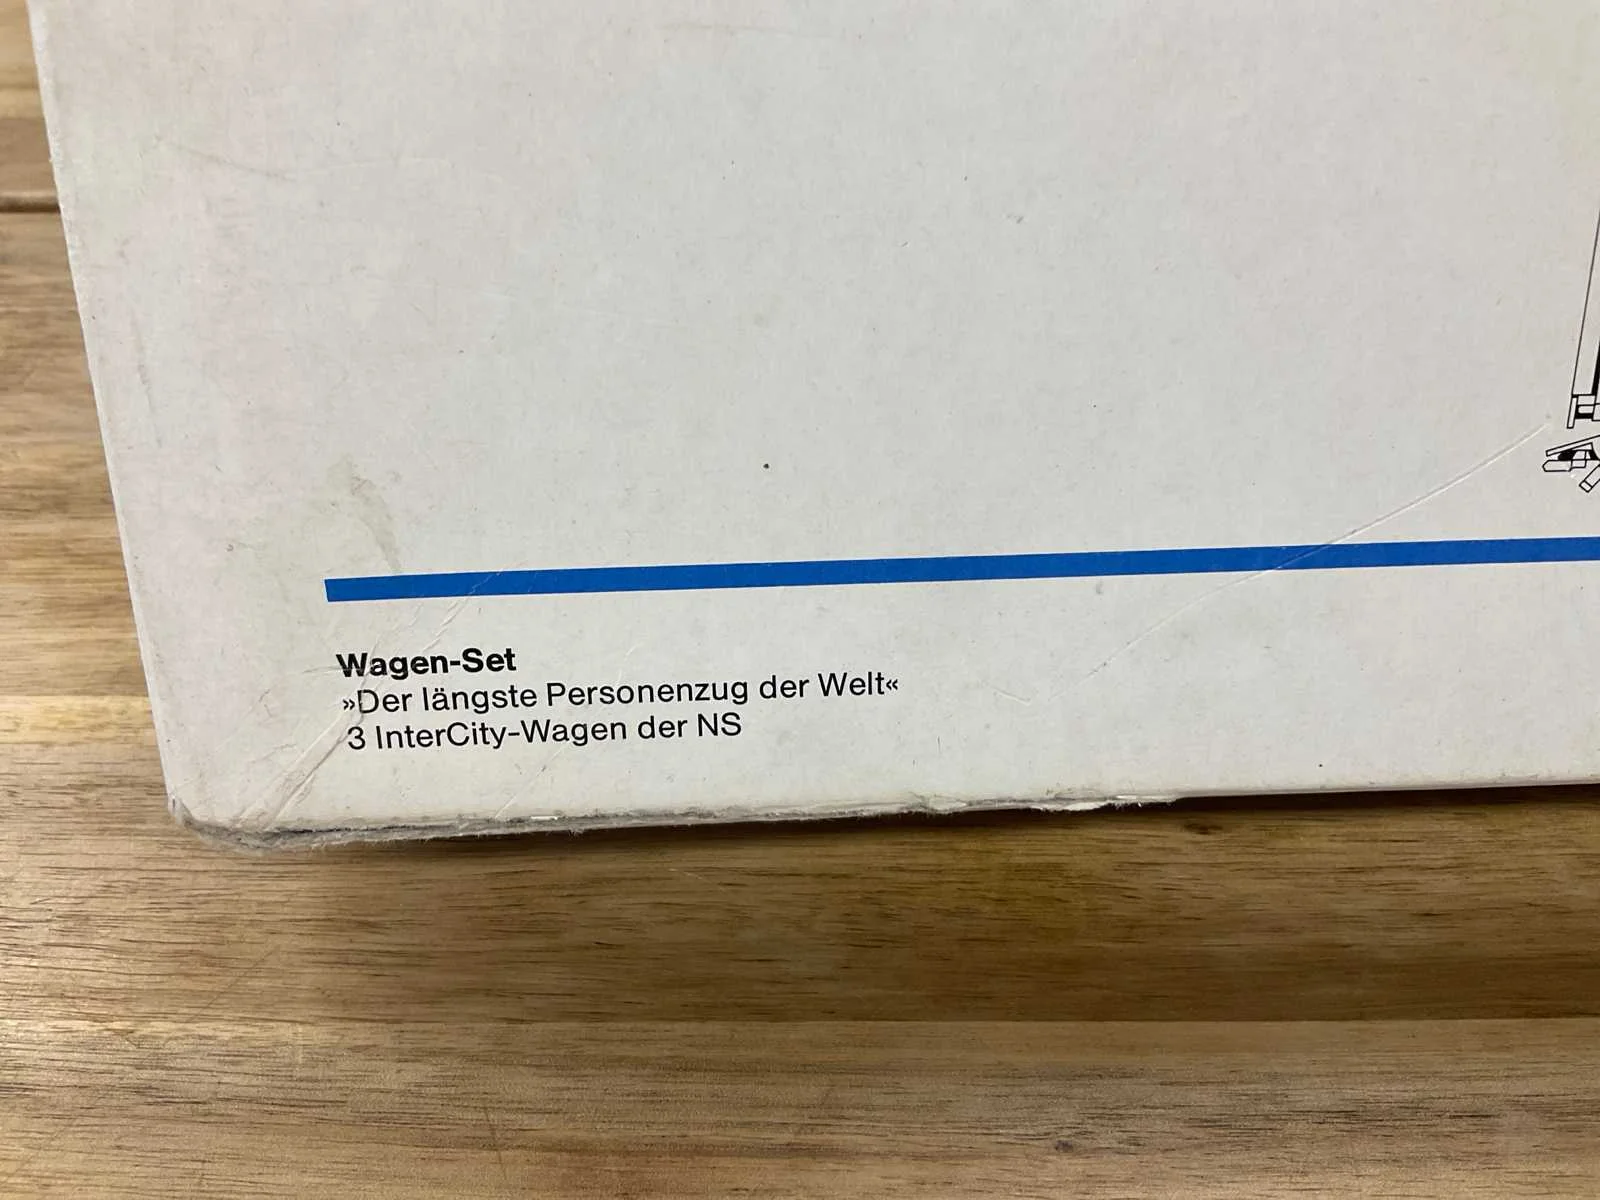 Wagen-Set
»Der längste Personenzug der Welt«
3 InterCity-Wagen der NS